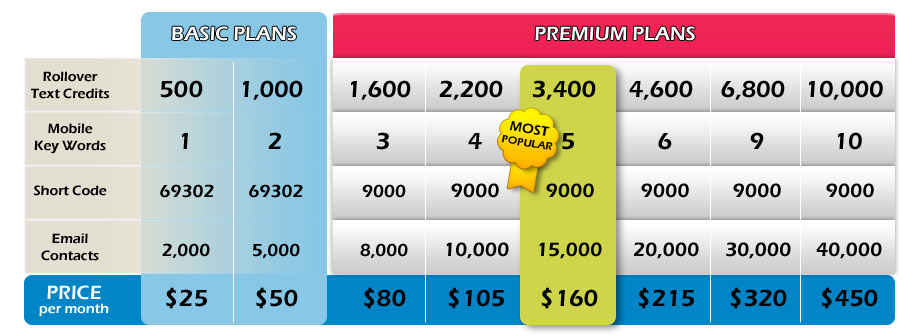 BASIC PLANS PREMIUM PLANS
Rollover
Text Credits 500 1,000 1,600 2,200 3,400 4,600 6,800 10,000
Mobile
Key Words 1 2 3 4 5 6 9 10
MOST
POPULAR
Short Code 69302 69302 9000 9000 9000 9000 9000 9000
Email
Contacts 2,000 5,000 8,000 10,000 15,000 20,000 30,000 40,000
PRICE
per month $25 $50 $80 $105 $160 $215 $320 $450